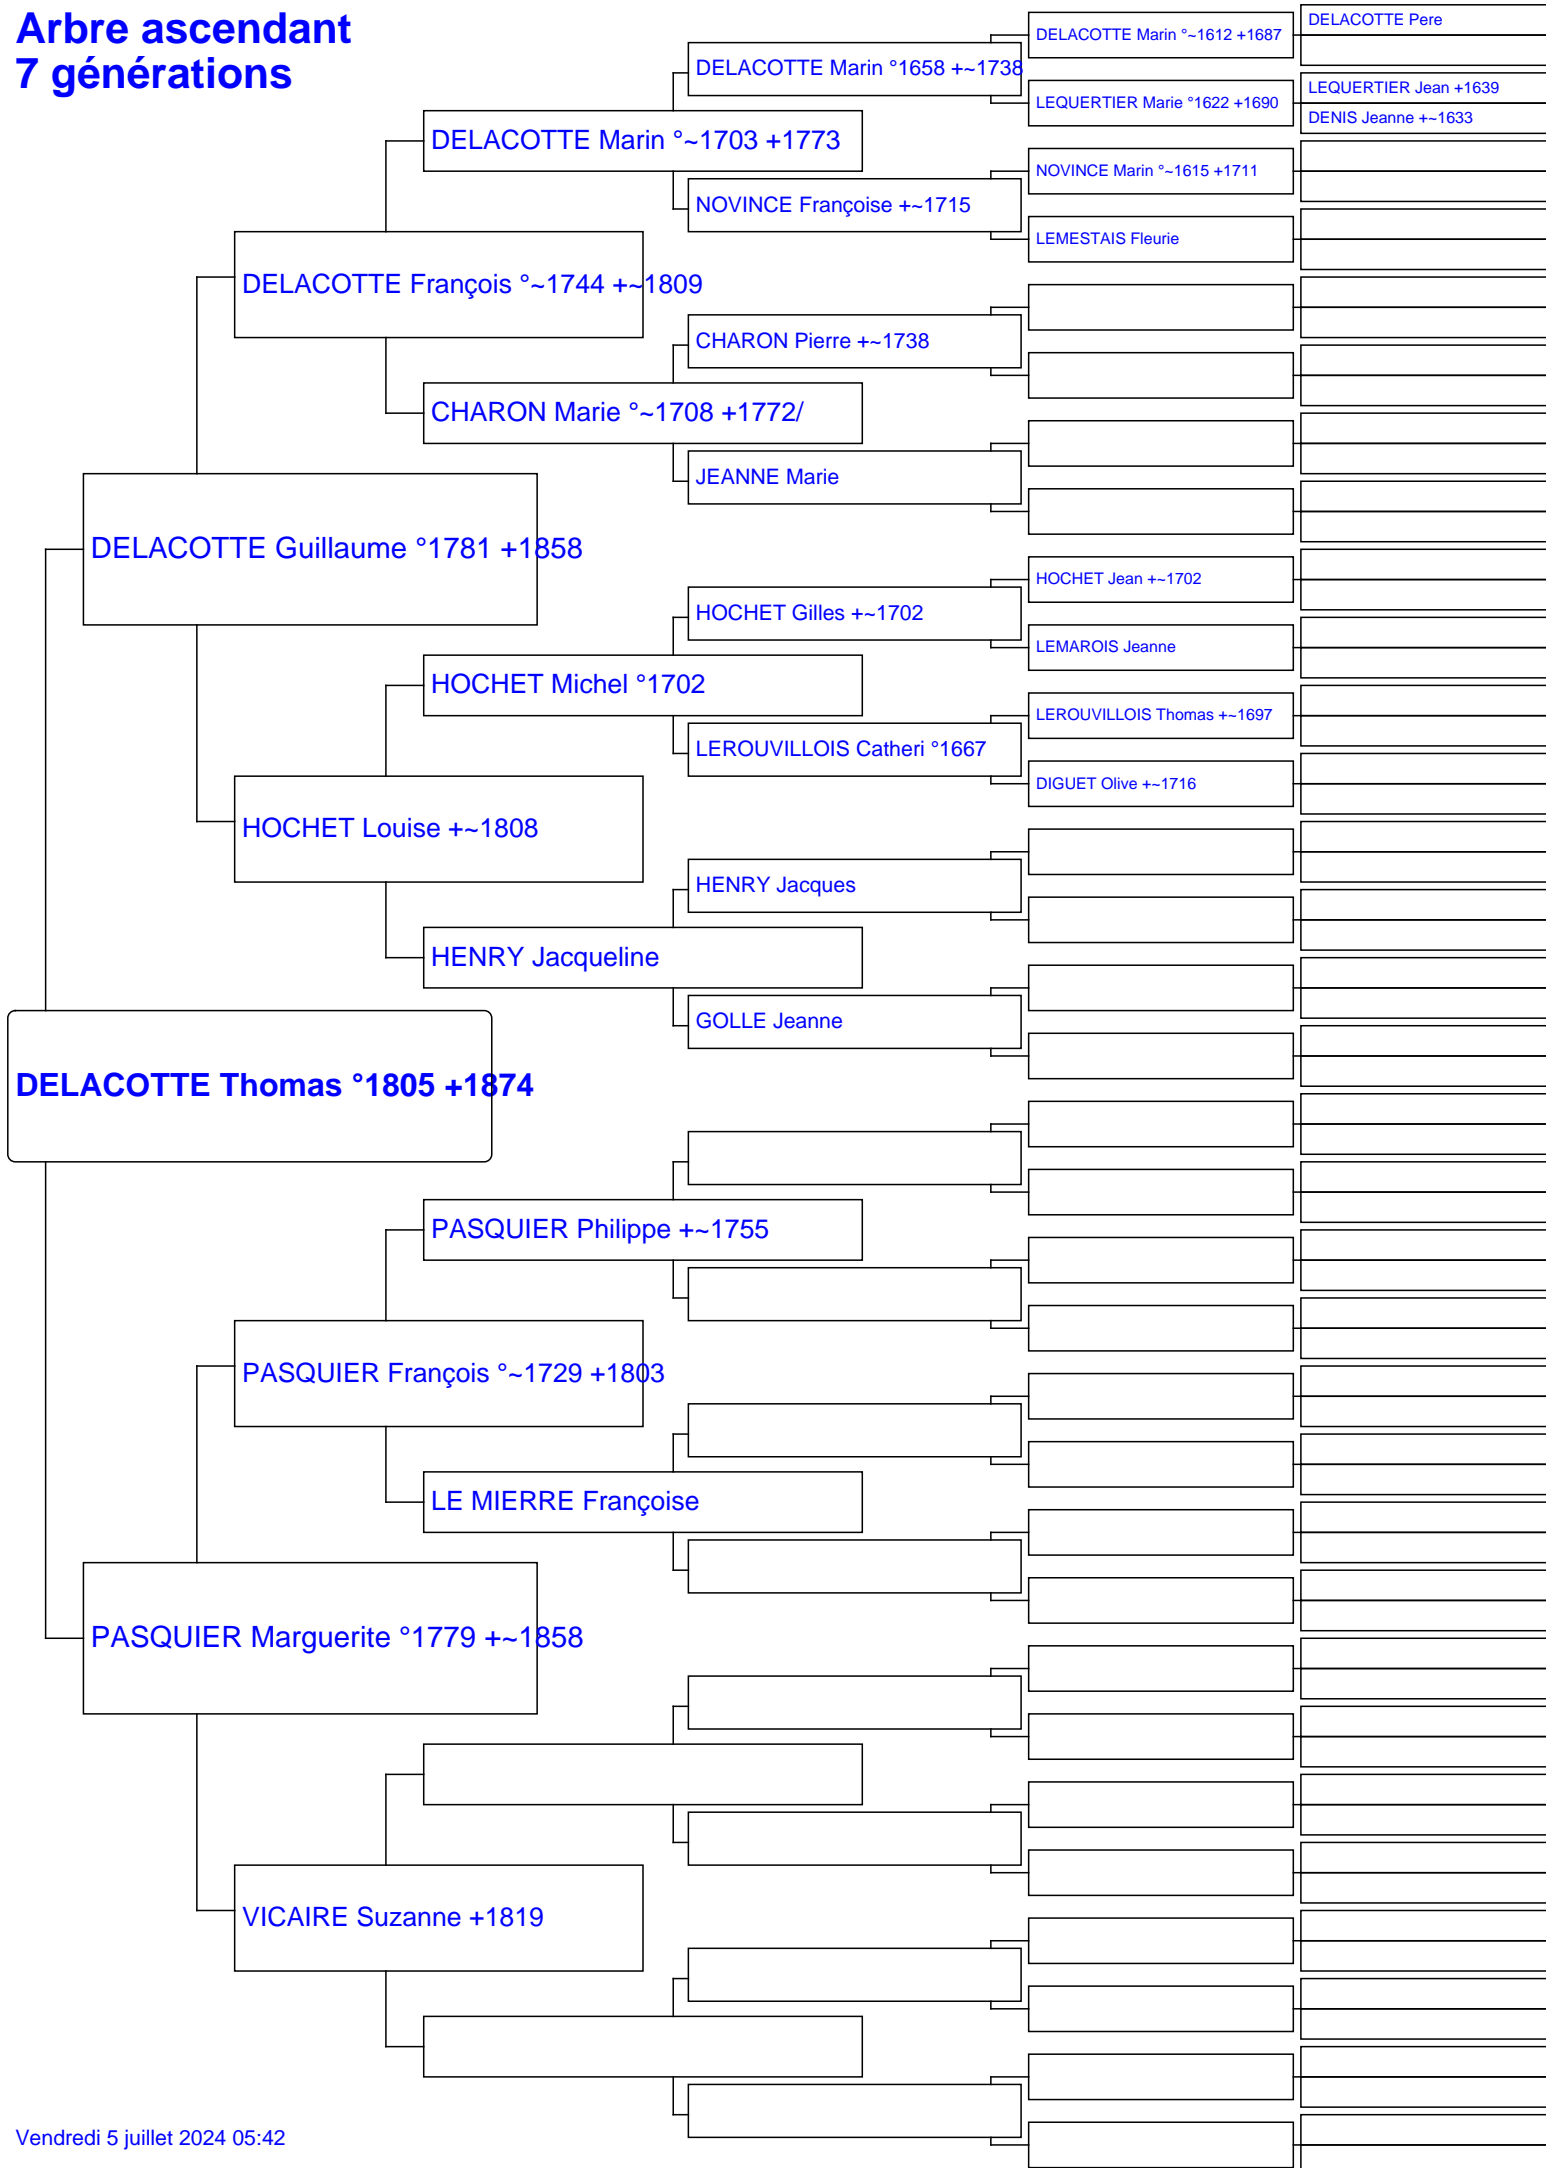 Arbre ascendant
7 générations
DELACOTTE Pere
DELACOTTE Marin °~1612 +1687
DELACOTTE Marin °1658 +~1738
LEQUERTIER Jean +1639
LEQUERTIER Marie °1622 +1690
DENIS Jeanne +~1633
DELACOTTE Marin °~1703 +1773
NOVINCE Marin °~1615 +1711
NOVINCE Françoise +~1715
LEMESTAIS Fleurie
DELACOTTE François °~1744 +~1809
CHARON Pierre +~1738
CHARON Marie °~1708 +1772/
JEANNE Marie
DELACOTTE Guillaume °1781 +1858
HOCHET Jean +~1702
HOCHET Gilles +~1702
LEMAROIS Jeanne
HOCHET Michel °1702
LEROUVILLOIS Thomas +~1697
LEROUVILLOIS Catheri °1667
DIGUET Olive +~1716
HOCHET Louise +~1808
HENRY Jacques
HENRY Jacqueline
GOLLE Jeanne
DELACOTTE Thomas °1805 +1874
PASQUIER Philippe +~1755
PASQUIER François °~1729 +1803
LE MIERRE Françoise
PASQUIER Marguerite °1779 +~1858
VICAIRE Suzanne +1819
Vendredi 5 juillet 2024 05:42